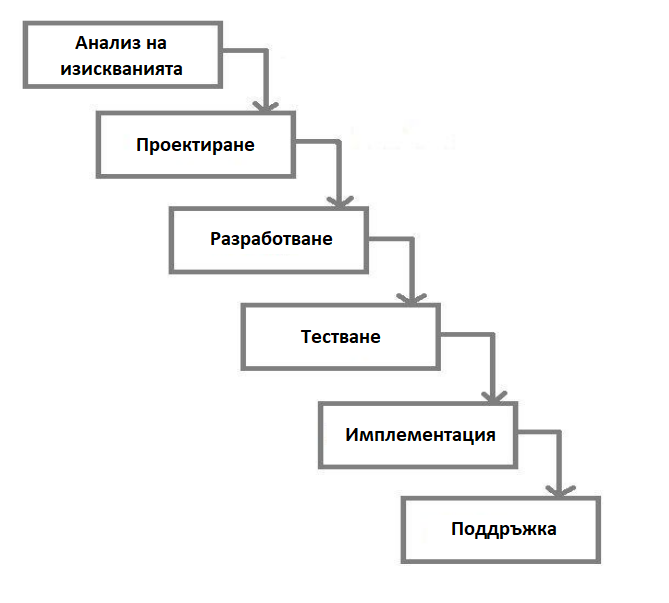 Анализ на
изискванията
Проектиране
Разработване
Тестване
Имплементация
Поддръжка